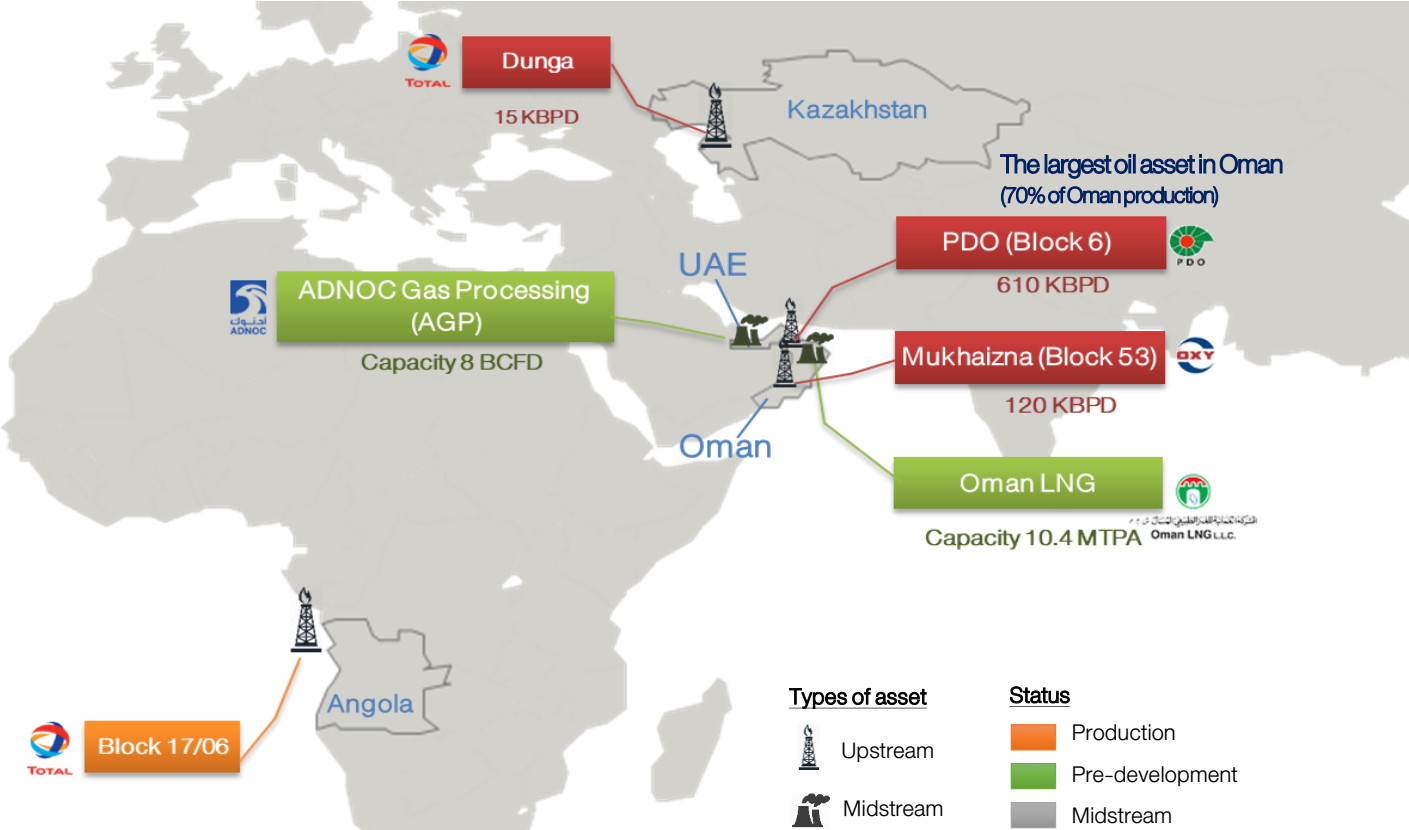 TOTAL
Dunga
15 KBPD
Kazakhstan
The largest oil asset in Oman
(70% of Oman production)
PDO (Block 6)
PDO
610 KBPD
UAE
أدنوك
ADNOC
ADNOC Gas Processing
(AGP)
Capacity 8 BCFD
Mukhaizna (Block 53)
OXY
120 KBPD
Oman
Oman LNG
Capacity 10.4 MTPA
Oman LNG L.L.C.
Angola
TOTAL
Block 17/06
Types of asset
Upstream
Midstream
Status
Production
Pre-development
Midstream